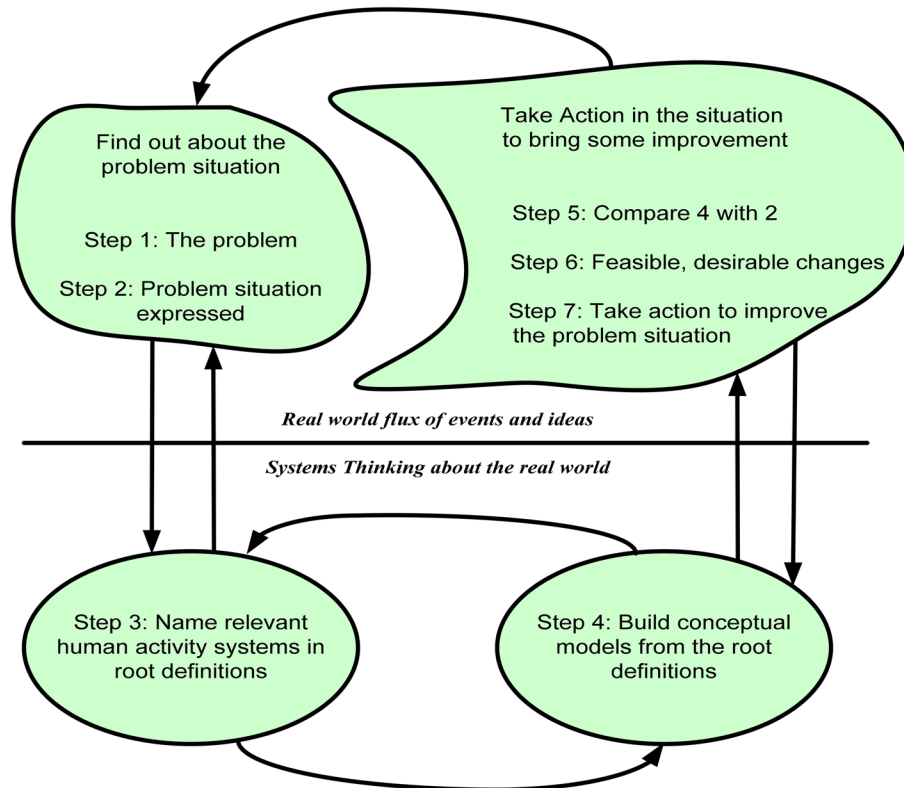 Find out about the
problem situation
Step 1: The problem
Step 2: Problem situation
expressed
Take Action in the situation
to bring some improvement
Step 5: Compare 4 with 2
Step 6: Feasible, desirable changes
Step 7: Take action to improve
the problem situation
Real world flux of events and ideas
Systems Thinking about the real world
Step 3: Name relevant
human activity systems in
root definitions
Step 4: Build conceptual
models from the root
definitions